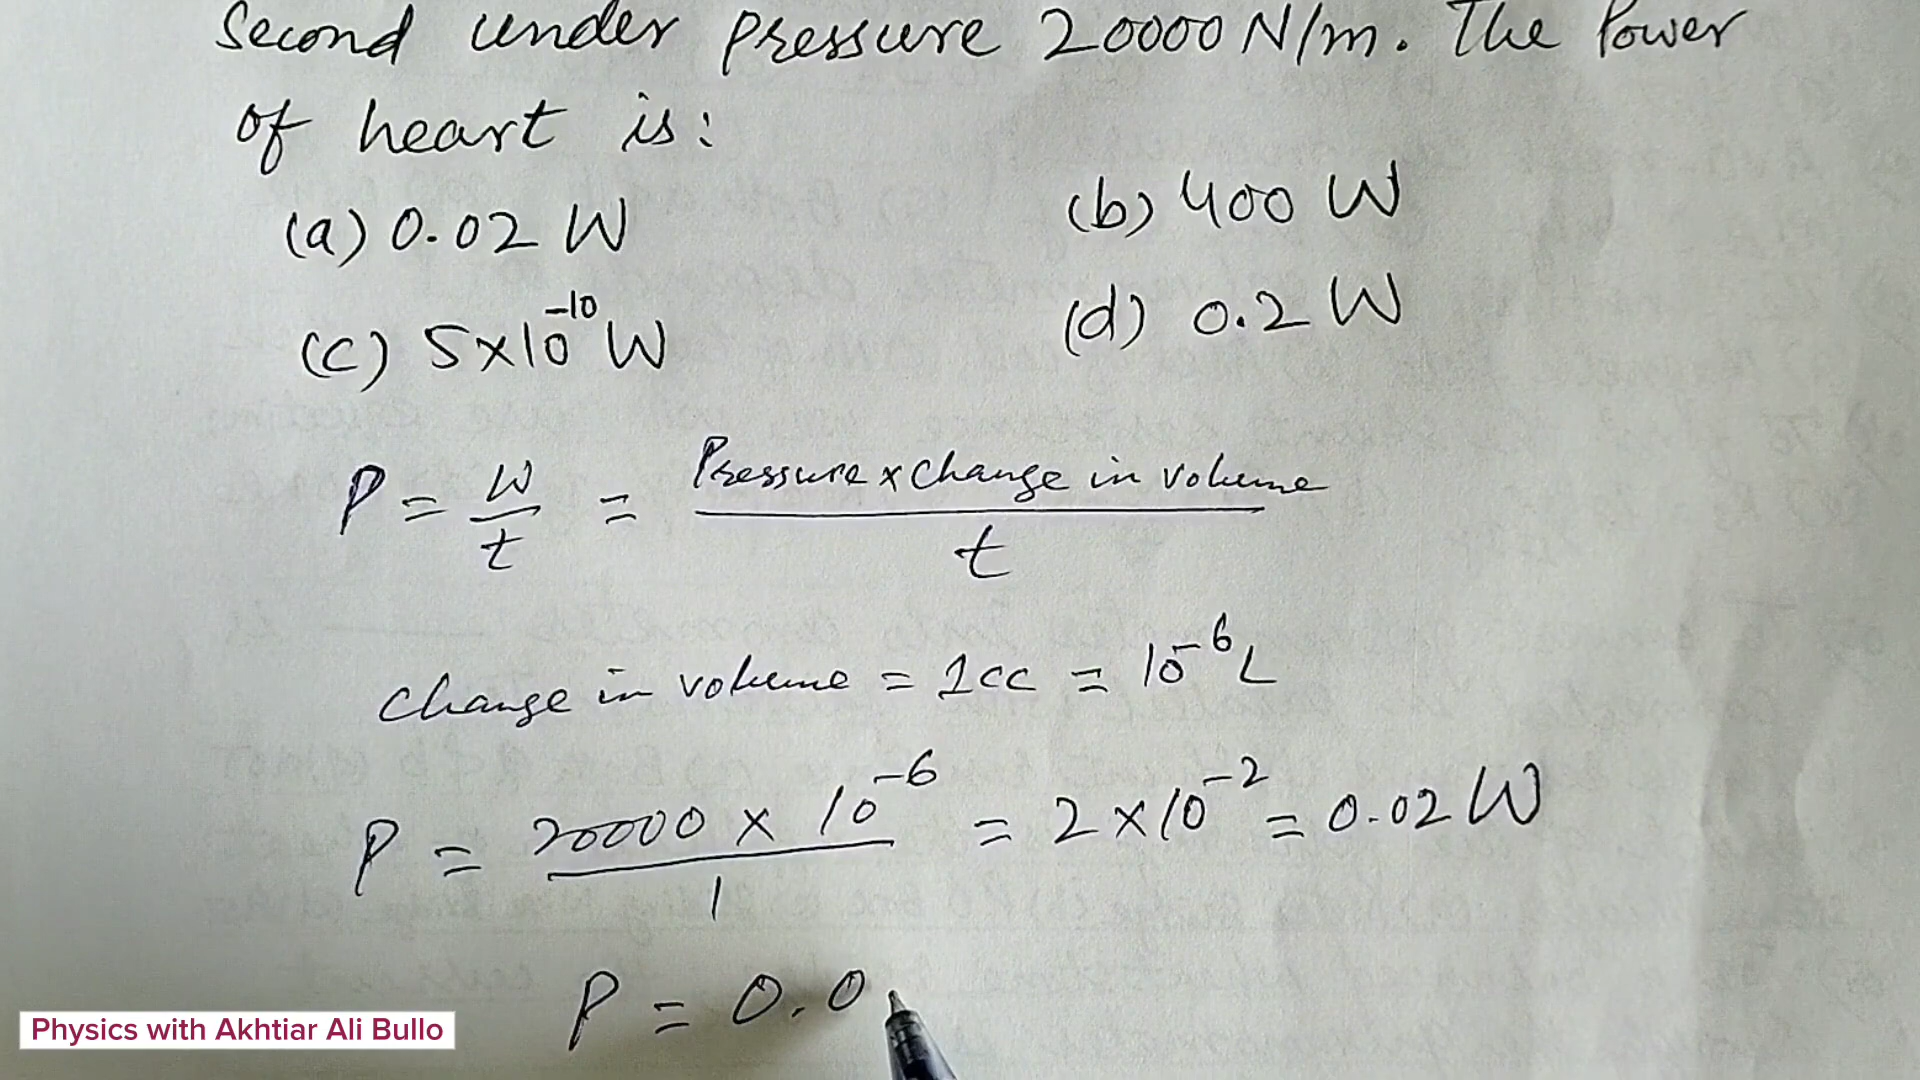 Second under pressure 20000 N/m. The Power
of heart is:
(a) 0.02 W (b) 400 W
(c) 5x10⁻¹⁰ W (d) 0.2 W
P = W/t = Pressure x change in volume / t
change in volume = 1cc = 10⁻⁶ L
P = 20000 x 10⁻⁶ / 1 = 2 x 10⁻² = 0.02 W
P = 0.0
Physics with Akhtiar Ali Bullo